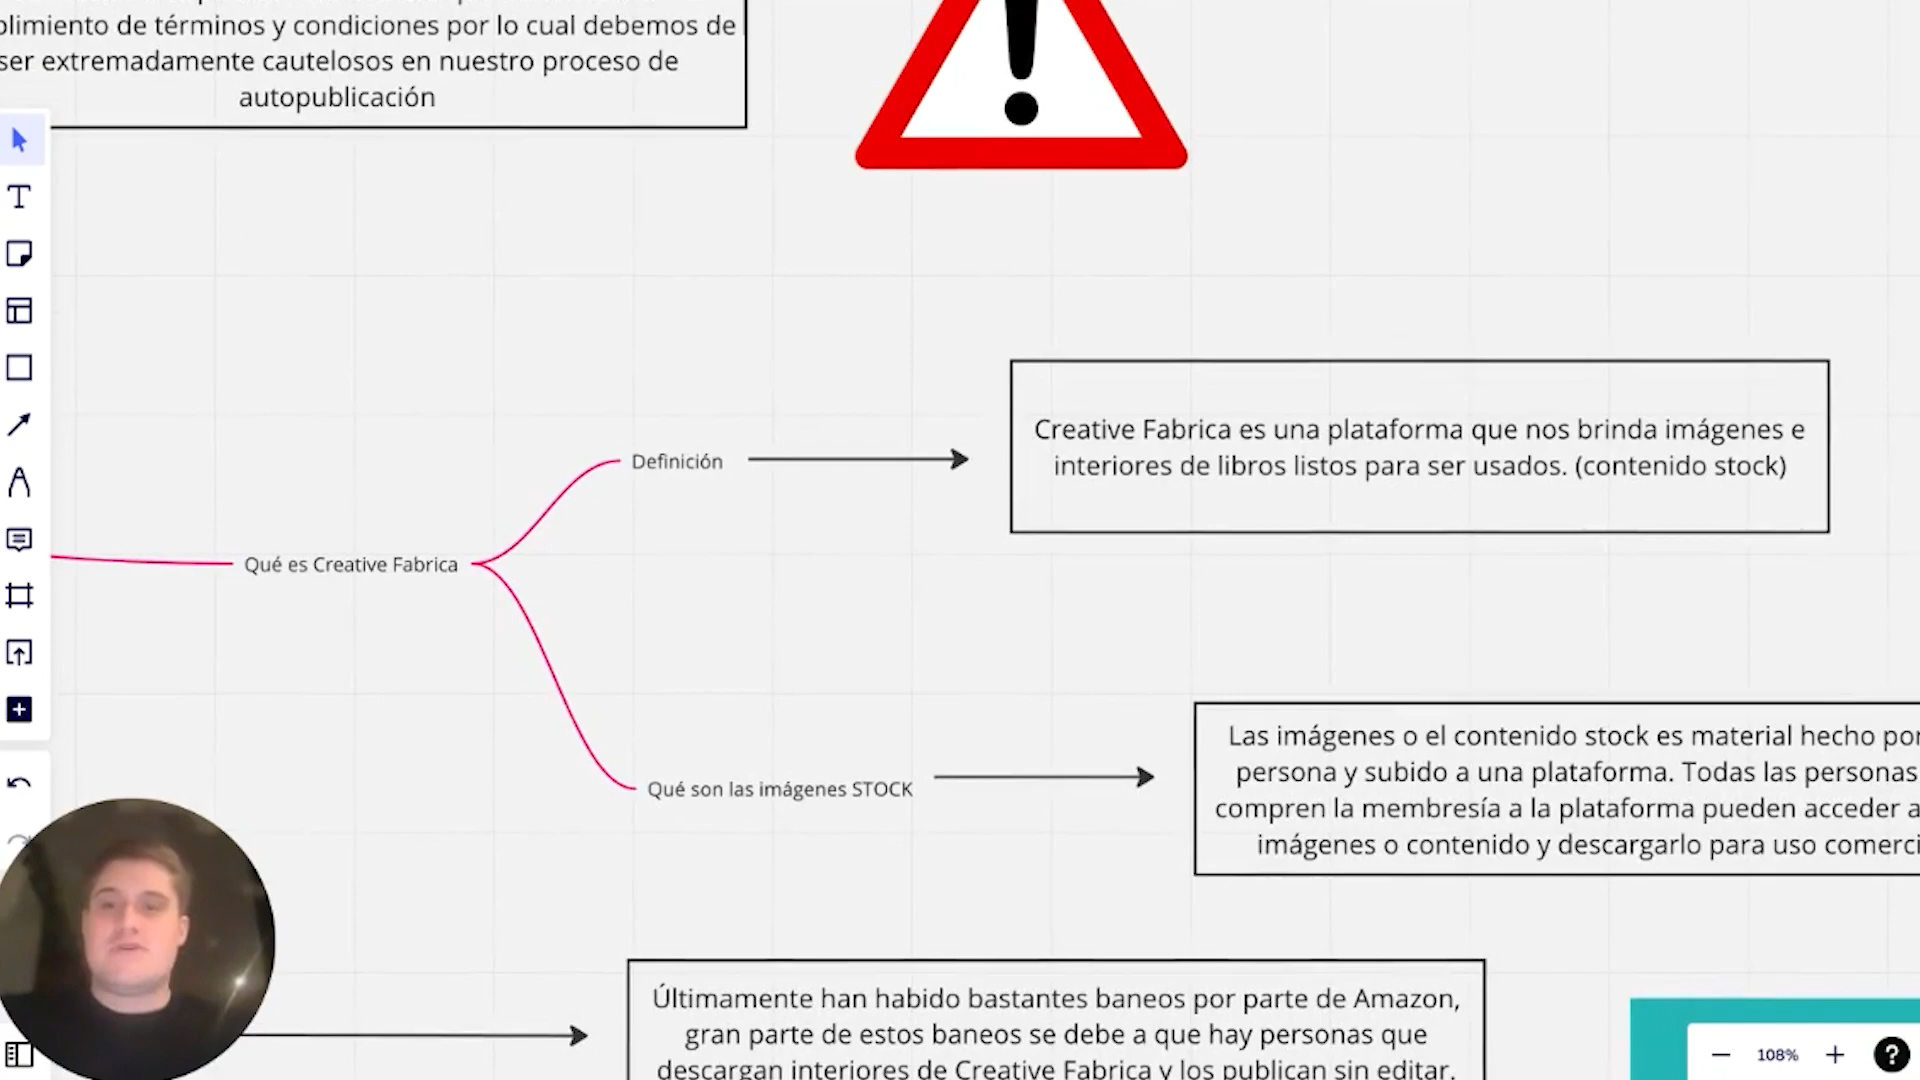 plimiento de términos y condiciones por lo cual debemos de
ser extremadamente cautelosos en nuestro proceso de
autopublicación
Creative Fabrica es una plataforma que nos brinda imágenes e
interiores de libros listos para ser usados. (contenido stock)
Definición
Qué es Creative Fabrica
Qué son las imágenes STOCK
Las imágenes o el contenido stock es material hecho por
persona y subido a una plataforma. Todas las personas
compren la membresía a la plataforma pueden acceder a
imágenes o contenido y descargarlo para uso comerci
Últimamente han habido bastantes baneos por parte de Amazon,
gran parte de estos baneos se debe a que hay personas que
descargan interiores de Creative Fabrica y los publican sin editar.
108%